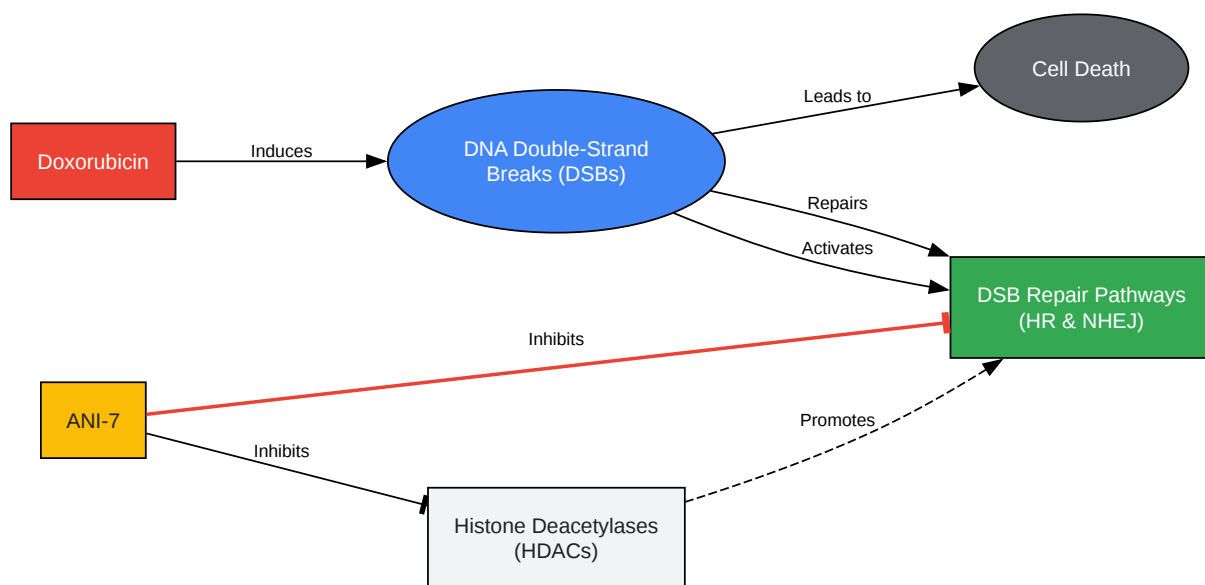 Cell Death
Leads to
Doxorubicin
Induces
DNA Double-Strand
Breaks (DSBs)
Repairs
Activates
DSB Repair Pathways
(HR & NHEJ)
Inhibits
ANI-7
Promotes
Inhibits
Histone Deacetylases
(HDACs)